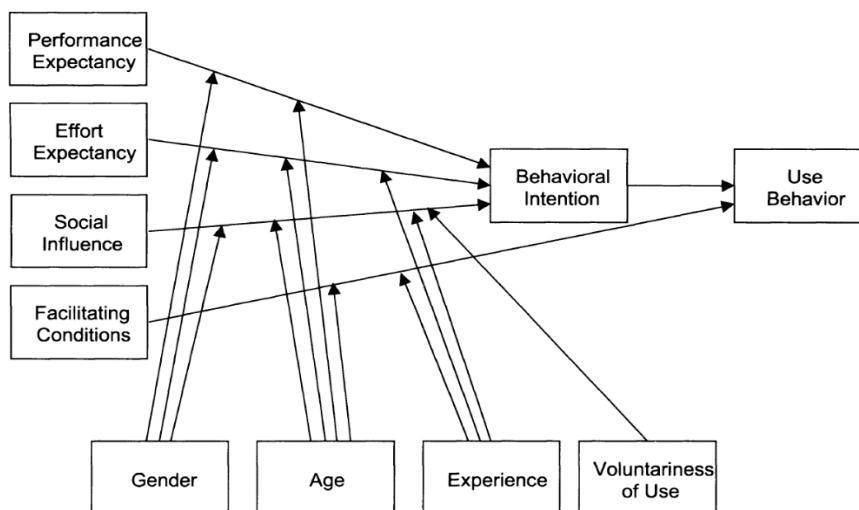 Performance
Expectancy
Effort
Expectancy
Social
Influence
Facilitating
Conditions
Behavioral
Intention
Use
Behavior
Gender
Age
Experience
Voluntariness
of Use